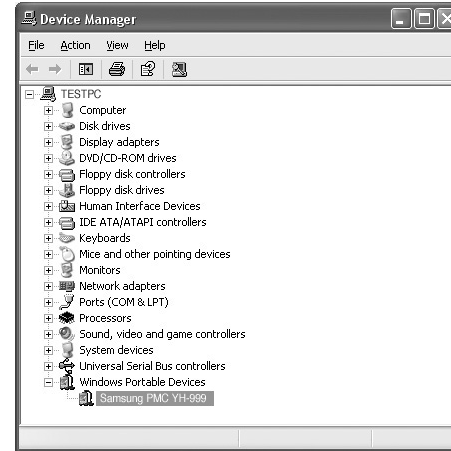 Device Manager
File Action View Help
TESTPC
Computer
Disk drives
Display adapters
DVD/CD-ROM drives
Floppy disk controllers
Floppy disk drives
Human Interface Devices
IDE ATA/ATAPI controllers
Keyboards
Mice and other pointing devices
Monitors
Network adapters
Ports (COM & LPT)
Processors
Sound, video and game controllers
System devices
Universal Serial Bus controllers
Windows Portable Devices
Samsung PMC YH-999